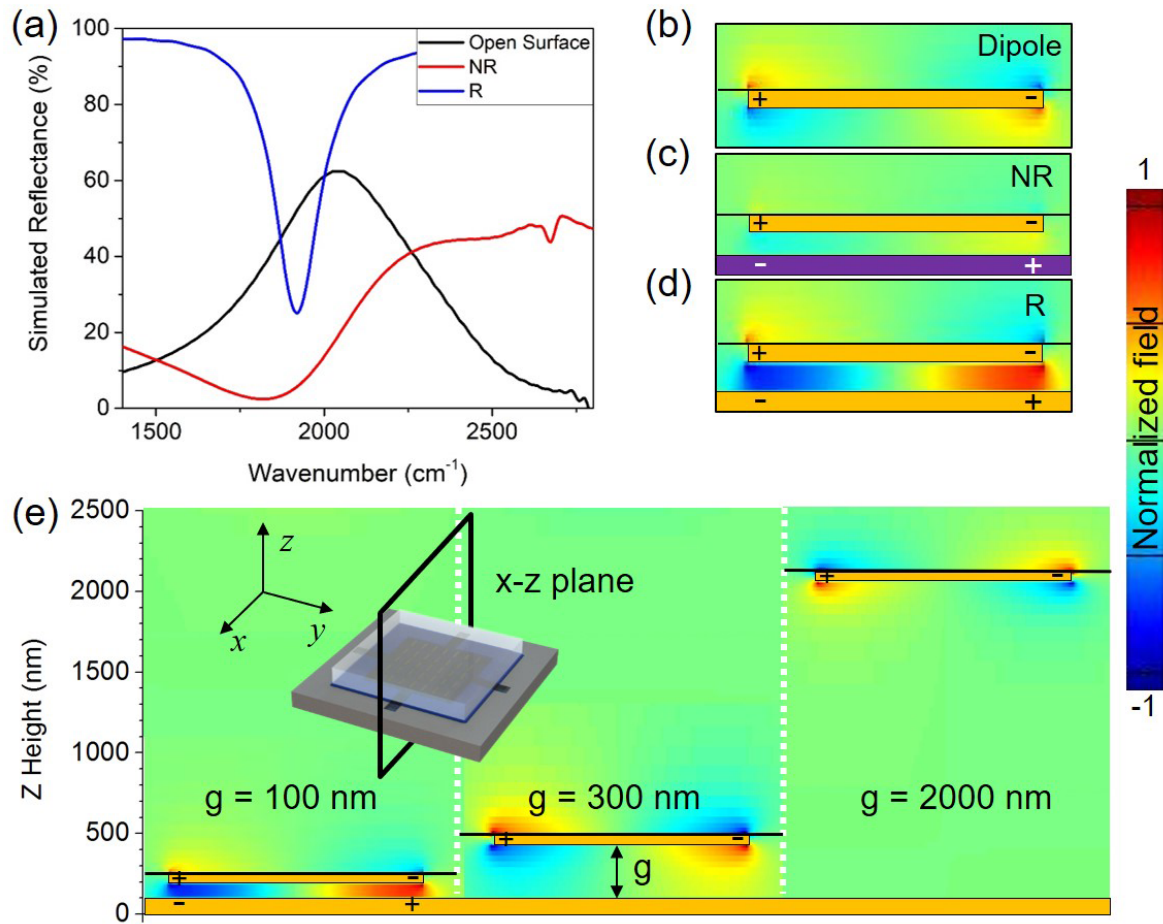 (a)
100
80
60
40
20
0
Simulated Reflectance (%)
Open Surface
NR
R
1500
2000
2500
Wavenumber (cm⁻¹)
(b)
Dipole
+ -
(c)
NR
+ -
- +
(d)
R
+ -
- +
1
Normalized field
-1
(e)
2500
2000
1500
1000
500
0
Z Height (nm)
z
x
y
x-z plane
g = 100 nm
g = 300 nm
g = 2000 nm
+ -
- +
+ -
g
+ -